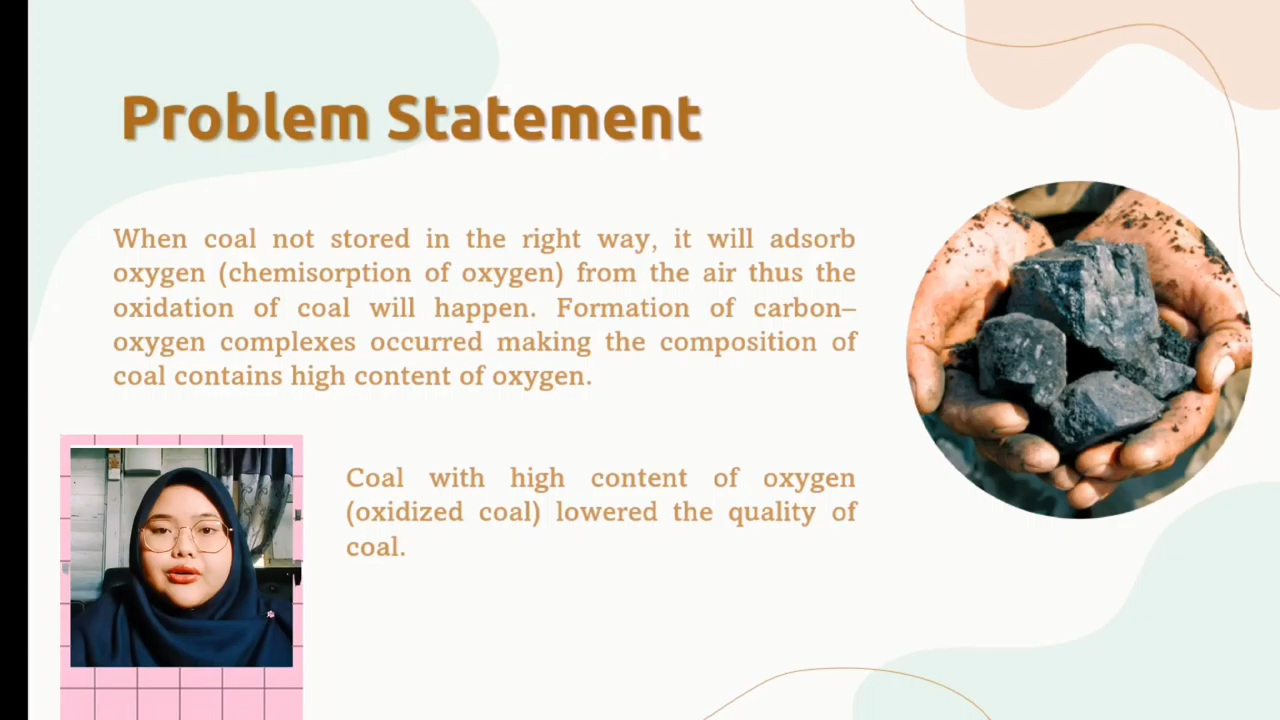 Problem Statement
When coal not stored in the right way, it will adsorb
oxygen (chemisorption of oxygen) from the air thus the
oxidation of coal will happen. Formation of carbon–
oxygen complexes occurred making the composition of
coal contains high content of oxygen.
Coal with high content of oxygen
(oxidized coal) lowered the quality of
coal.